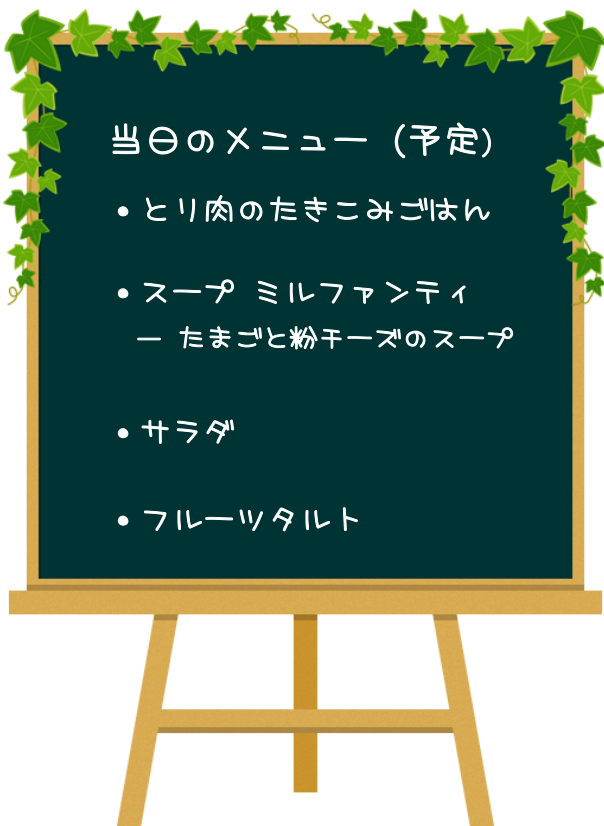 当日のメニュー (予定)
• とり肉のたきこみごはん
• スープ ミルファンティ
ー たまごと粉チーズのスープ
• サラダ
• フルーツタルト